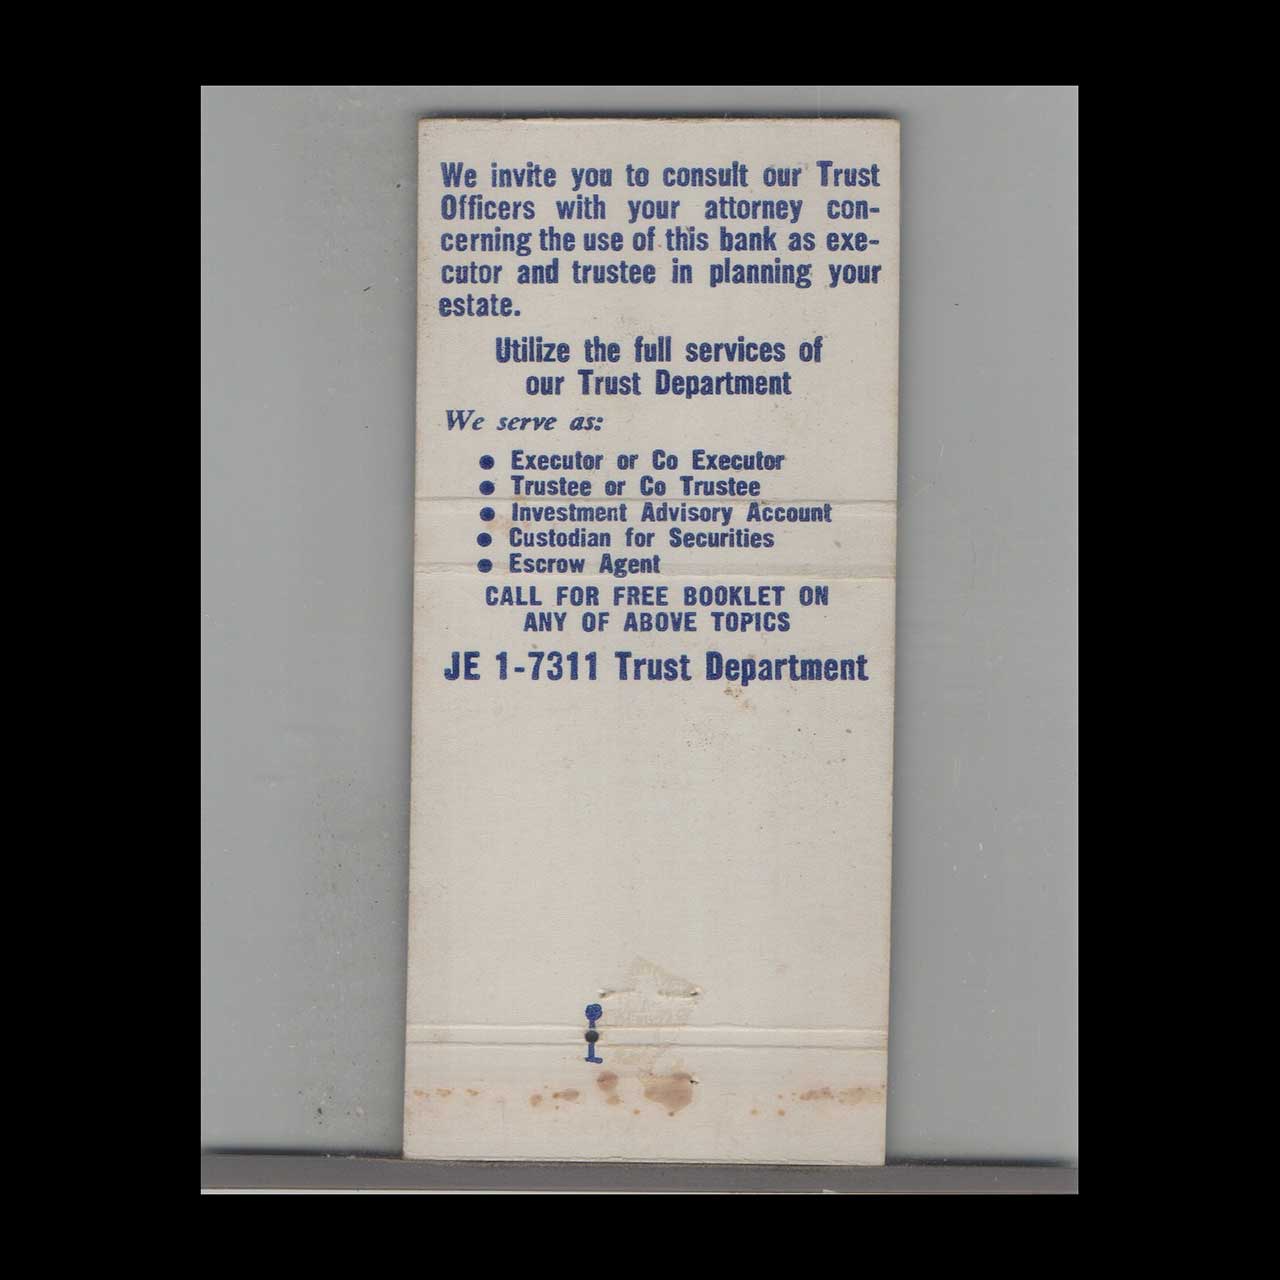 We invite you to consult our Trust
Officers with your attorney con-
cerning the use of this bank as exe-
cutor and trustee in planning your
estate.
Utilize the full services of
our Trust Department
We serve as:
• Executor or Co Executor
• Trustee or Co Trustee
• Investment Advisory Account
• Custodian for Securities
• Escrow Agent
CALL FOR FREE BOOKLET ON
ANY OF ABOVE TOPICS
JE 1-7311 Trust Department